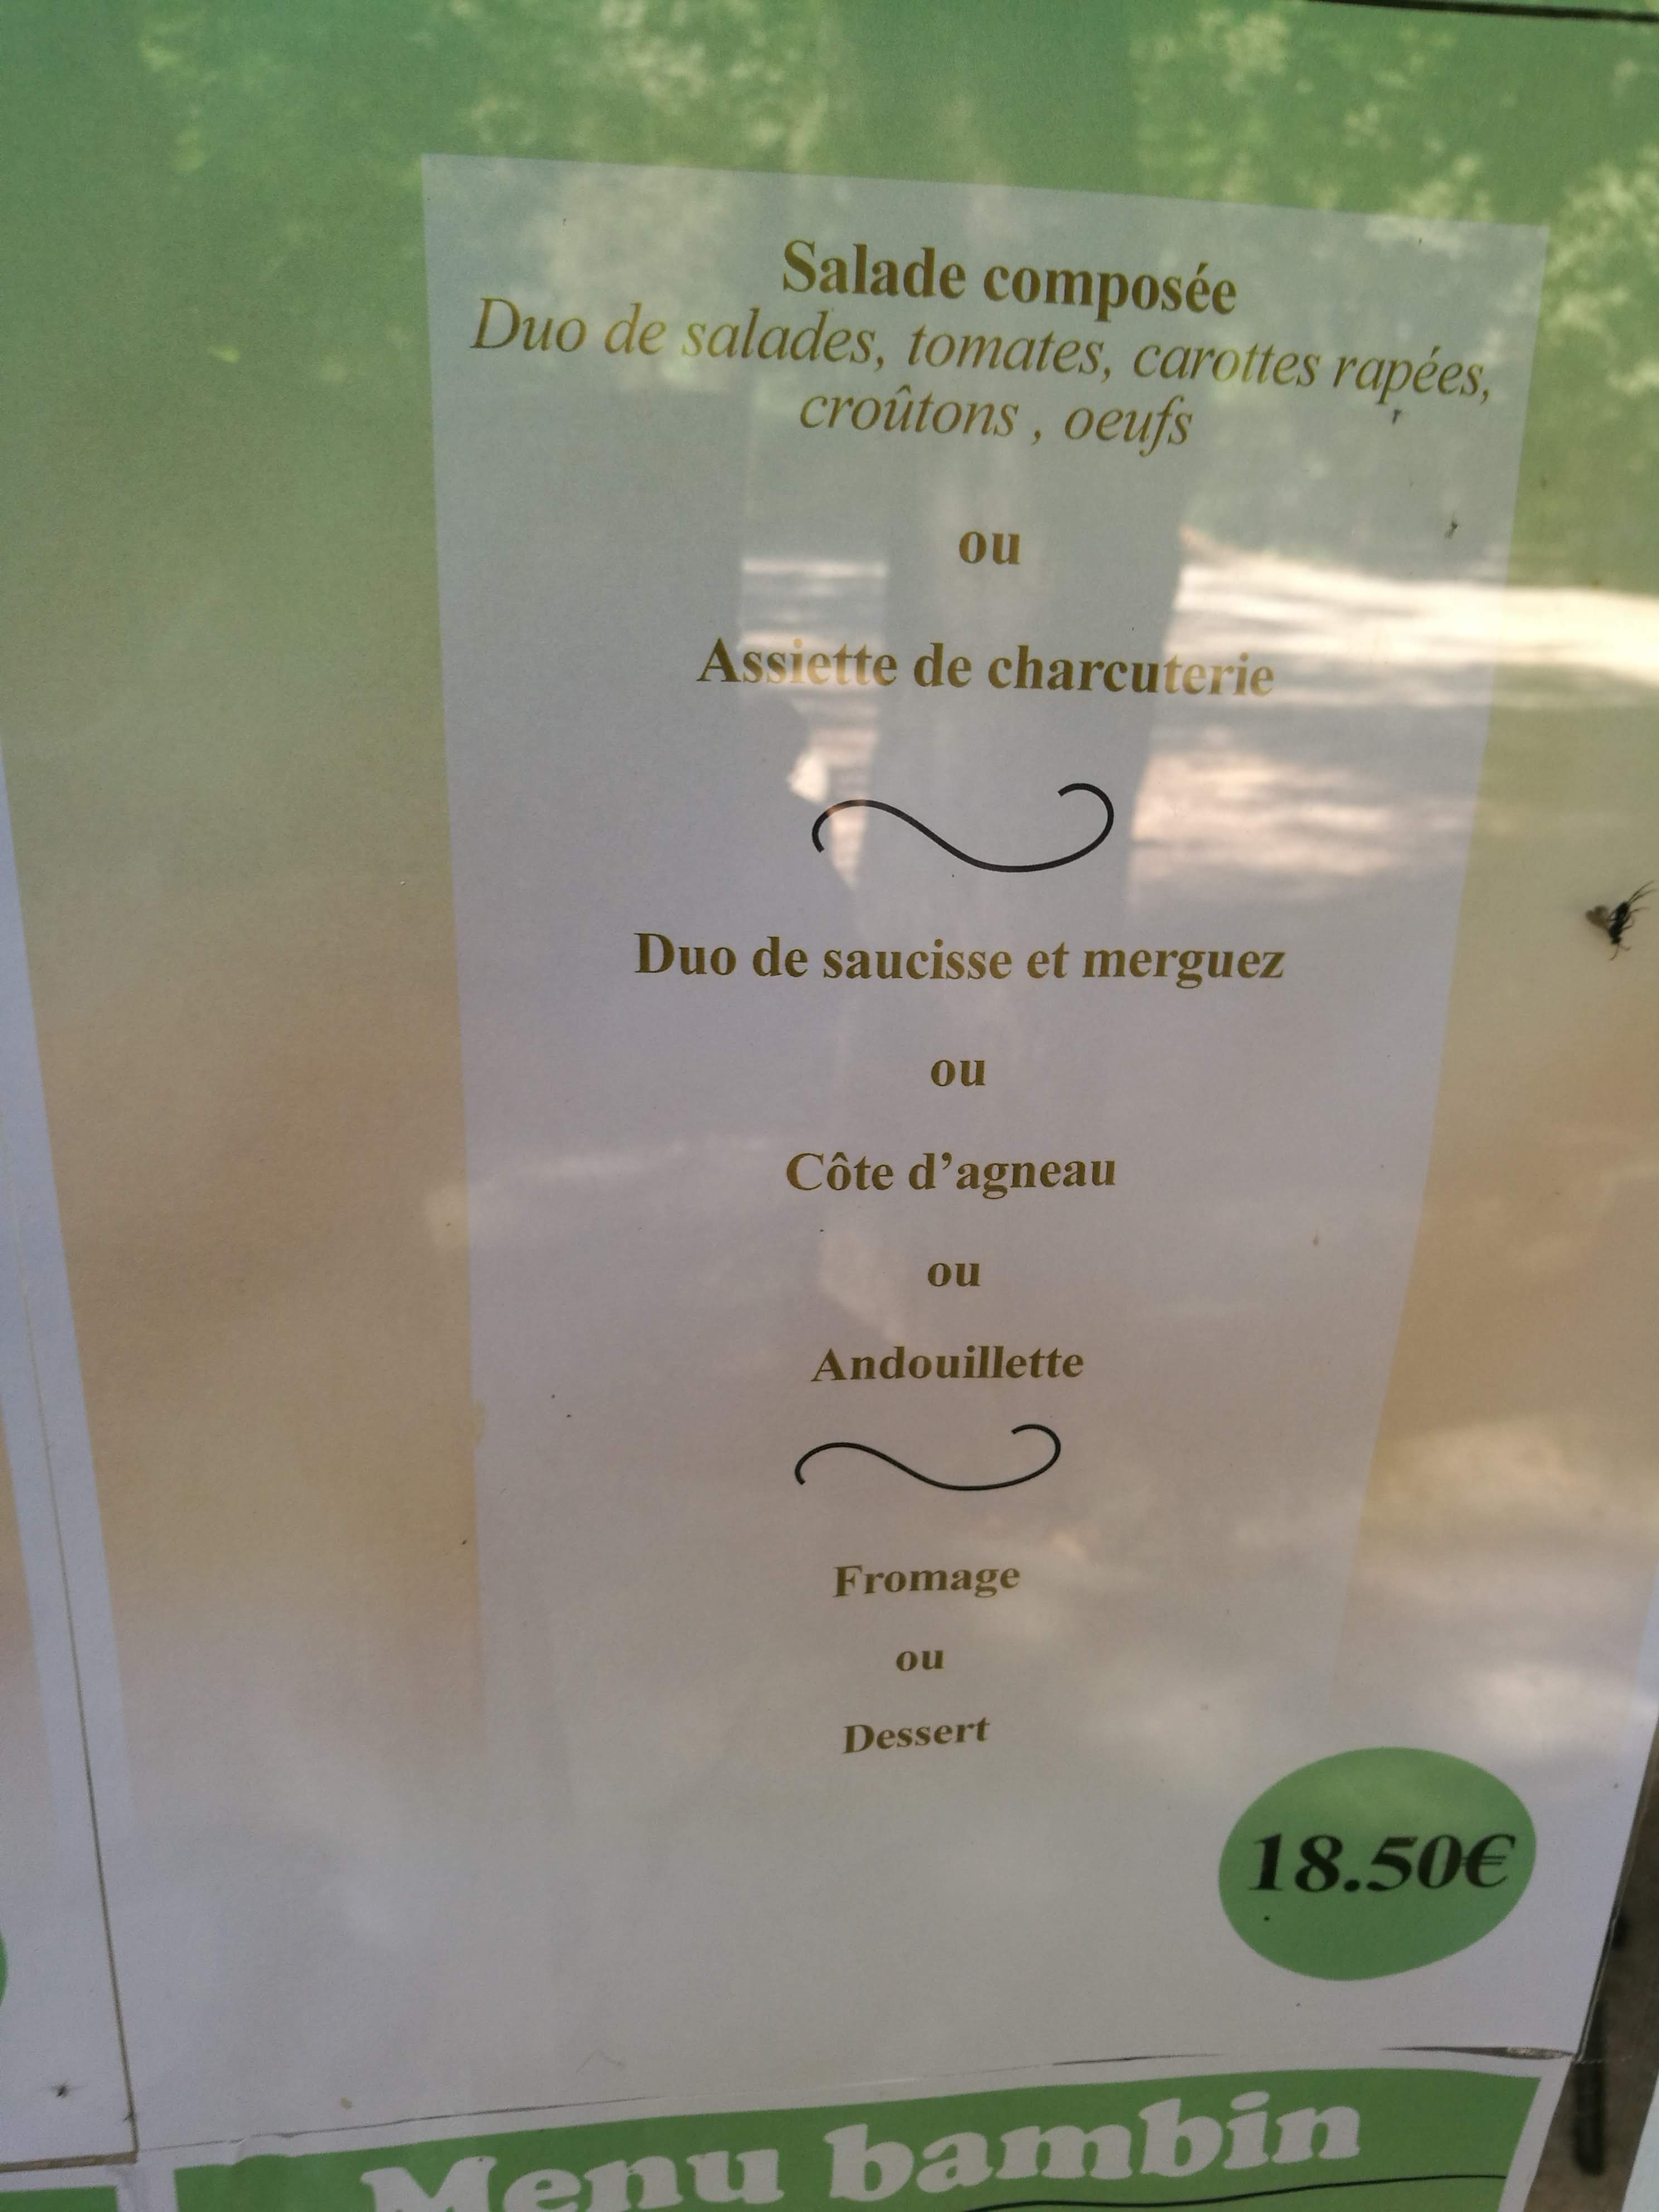 Salade composée
Duo de salades, tomates, carottes rapées,
croûtons , oeufs
ou
Assiette de charcuterie
Duo de saucisse et merguez
ou
Côte d’agneau
ou
Andouillette
Fromage
ou
Dessert
18.50€
Menu bambin